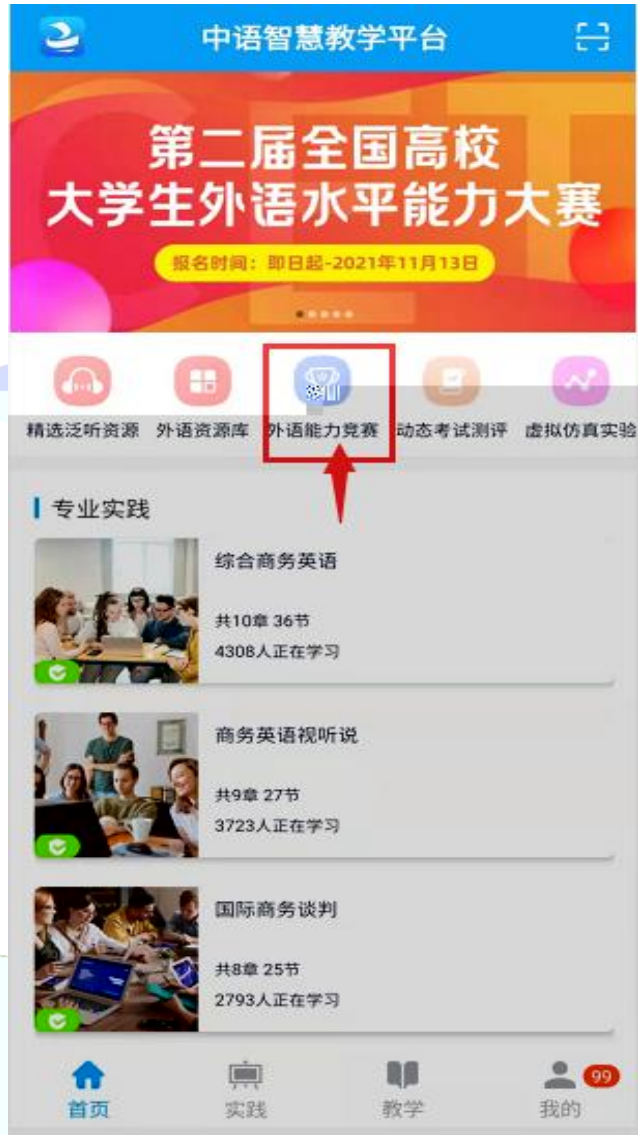 中语智慧教学平台
第二届全国高校
大学生外语水平能力大赛
报名时间：即日起-2021年11月13日
精选泛听资源 外语资源库 外语能力竞赛 动态考试测评 虚拟仿真实验
专业实践
综合商务英语
共10章 36节
4308人正在学习
商务英语视听说
共9章 27节
3723人正在学习
国际商务谈判
共8章 25节
2793人正在学习
99
首页 实践 教学 我的